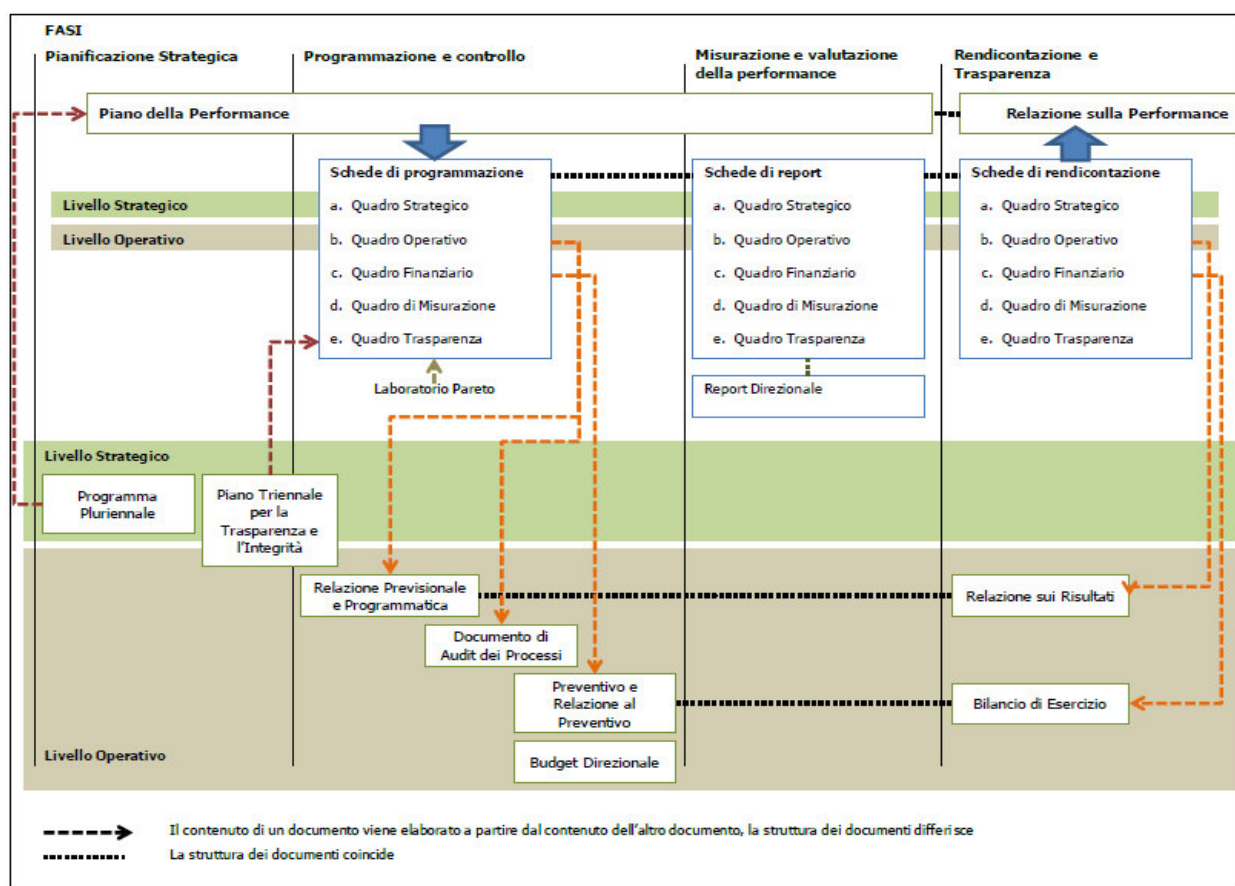 FASI
Pianificazione Strategica
Programmazione e controllo
Misurazione e valutazione
della performance
Rendicontazione e
Trasparenza
Piano della Performance
Relazione sulla Performance
Schede di programmazione
a. Quadro Strategico
b. Quadro Operativo
c. Quadro Finanziario
d. Quadro di Misurazione
e. Quadro Trasparenza
Schede di report
a. Quadro Strategico
b. Quadro Operativo
c. Quadro Finanziario
d. Quadro di Misurazione
e. Quadro Trasparenza
Schede di rendicontazione
a. Quadro Strategico
b. Quadro Operativo
c. Quadro Finanziario
d. Quadro di Misurazione
e. Quadro Trasparenza
Livello Strategico
Livello Operativo
Laboratorio Pareto
Report Direzionale
Livello Strategico
Programma
Pluriennale
Piano Triennale
per la
Trasparenza e
l'Integrità
Relazione Previsionale
e Programmatica
Relazione sui Risultati
Documento di
Audit dei Processi
Preventivo e
Relazione al
Preventivo
Bilancio di Esercizio
Budget Direzionale
Livello Operativo
Il contenuto di un documento viene elaborato a partire dal contenuto dell'altro documento, la struttura dei documenti differisce
La struttura dei documenti coincide